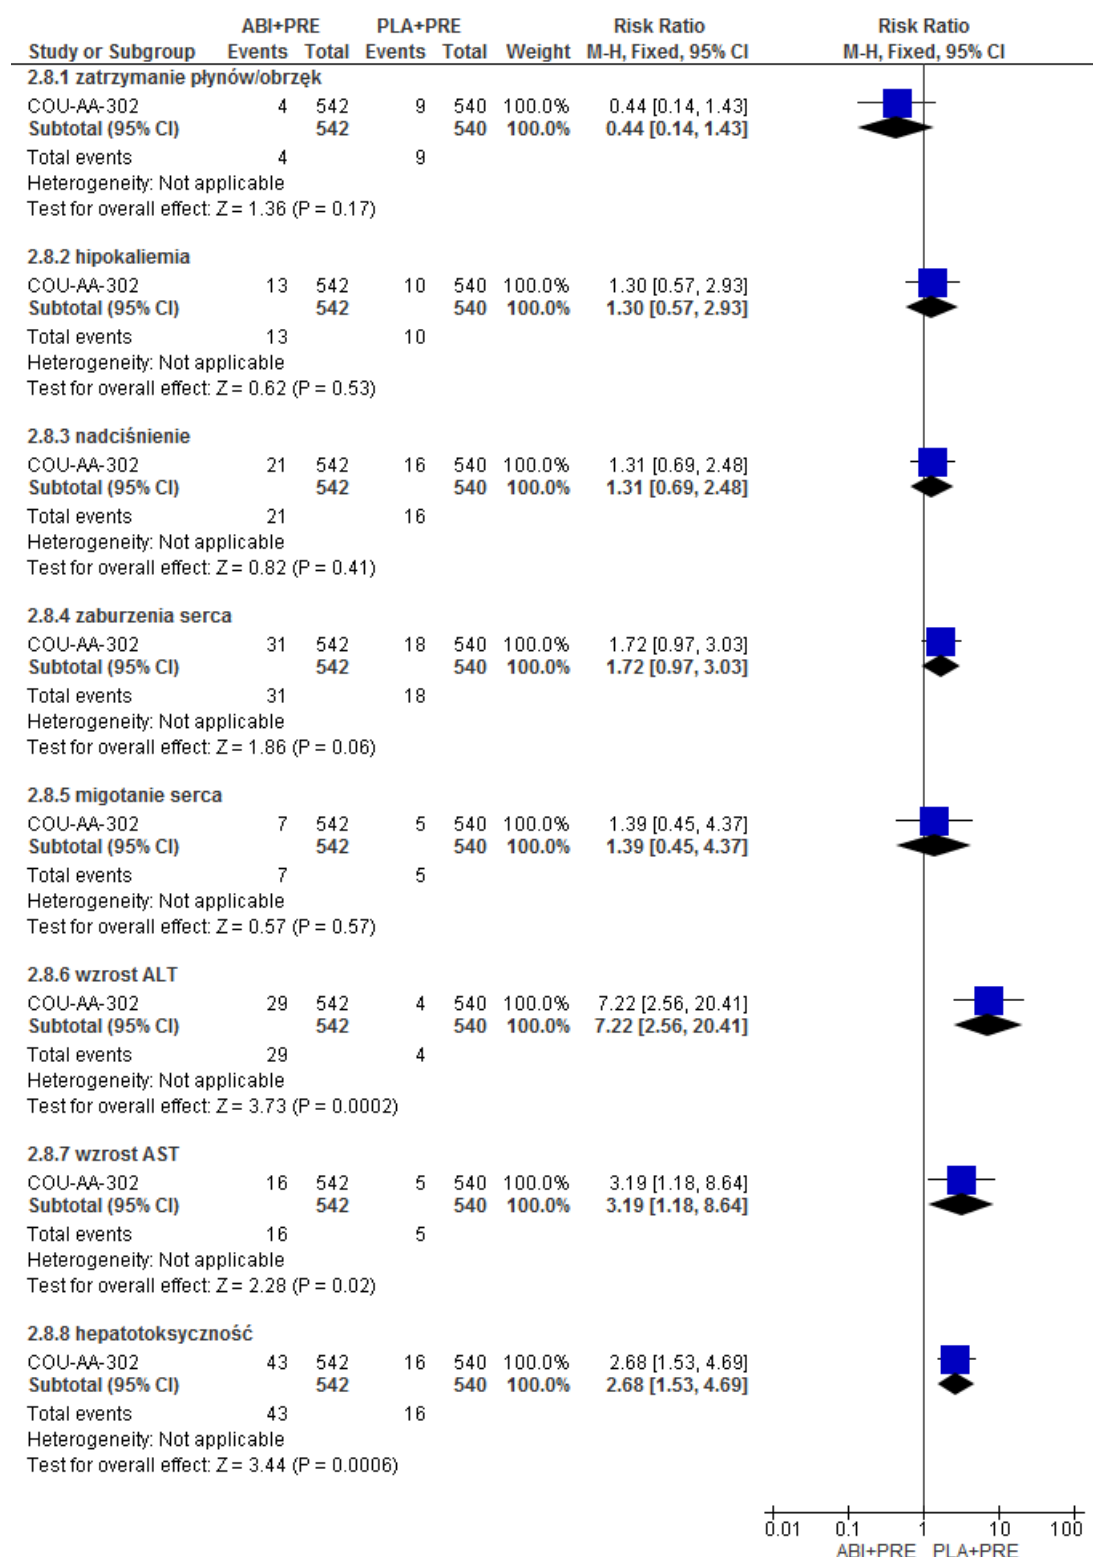 ABI+PRE PLA+PRE Risk Ratio Risk Ratio
Study or Subgroup Events Total Events Total Weight M-H, Fixed, 95% CI M-H, Fixed, 95% CI
2.8.1 zatrzymanie płynów/obrzęk
COU-AA-302 4 542 9 540 100.0% 0.44 [0.14, 1.43]
Subtotal (95% CI) 542 540 100.0% 0.44 [0.14, 1.43]
Total events 4 9
Heterogeneity: Not applicable
Test for overall effect: Z = 1.36 (P = 0.17)
2.8.2 hipokaliemia
COU-AA-302 13 542 10 540 100.0% 1.30 [0.57, 2.93]
Subtotal (95% CI) 542 540 100.0% 1.30 [0.57, 2.93]
Total events 13 10
Heterogeneity: Not applicable
Test for overall effect: Z = 0.62 (P = 0.53)
2.8.3 nadciśnienie
COU-AA-302 21 542 16 540 100.0% 1.31 [0.69, 2.48]
Subtotal (95% CI) 542 540 100.0% 1.31 [0.69, 2.48]
Total events 21 16
Heterogeneity: Not applicable
Test for overall effect: Z = 0.82 (P = 0.41)
2.8.4 zaburzenia serca
COU-AA-302 31 542 18 540 100.0% 1.72 [0.97, 3.03]
Subtotal (95% CI) 542 540 100.0% 1.72 [0.97, 3.03]
Total events 31 18
Heterogeneity: Not applicable
Test for overall effect: Z = 1.86 (P = 0.06)
2.8.5 migotanie serca
COU-AA-302 7 542 5 540 100.0% 1.39 [0.45, 4.37]
Subtotal (95% CI) 542 540 100.0% 1.39 [0.45, 4.37]
Total events 7 5
Heterogeneity: Not applicable
Test for overall effect: Z = 0.57 (P = 0.57)
2.8.6 wzrost ALT
COU-AA-302 29 542 4 540 100.0% 7.22 [2.56, 20.41]
Subtotal (95% CI) 542 540 100.0% 7.22 [2.56, 20.41]
Total events 29 4
Heterogeneity: Not applicable
Test for overall effect: Z = 3.73 (P = 0.0002)
2.8.7 wzrost AST
COU-AA-302 16 542 5 540 100.0% 3.19 [1.18, 8.64]
Subtotal (95% CI) 542 540 100.0% 3.19 [1.18, 8.64]
Total events 16 5
Heterogeneity: Not applicable
Test for overall effect: Z = 2.28 (P = 0.02)
2.8.8 hepatotoksyczność
COU-AA-302 43 542 16 540 100.0% 2.68 [1.53, 4.69]
Subtotal (95% CI) 542 540 100.0% 2.68 [1.53, 4.69]
Total events 43 16
Heterogeneity: Not applicable
Test for overall effect: Z = 3.44 (P = 0.0006)
0.01 0.1 1 10 100
ABI+PRE PLA+PRE